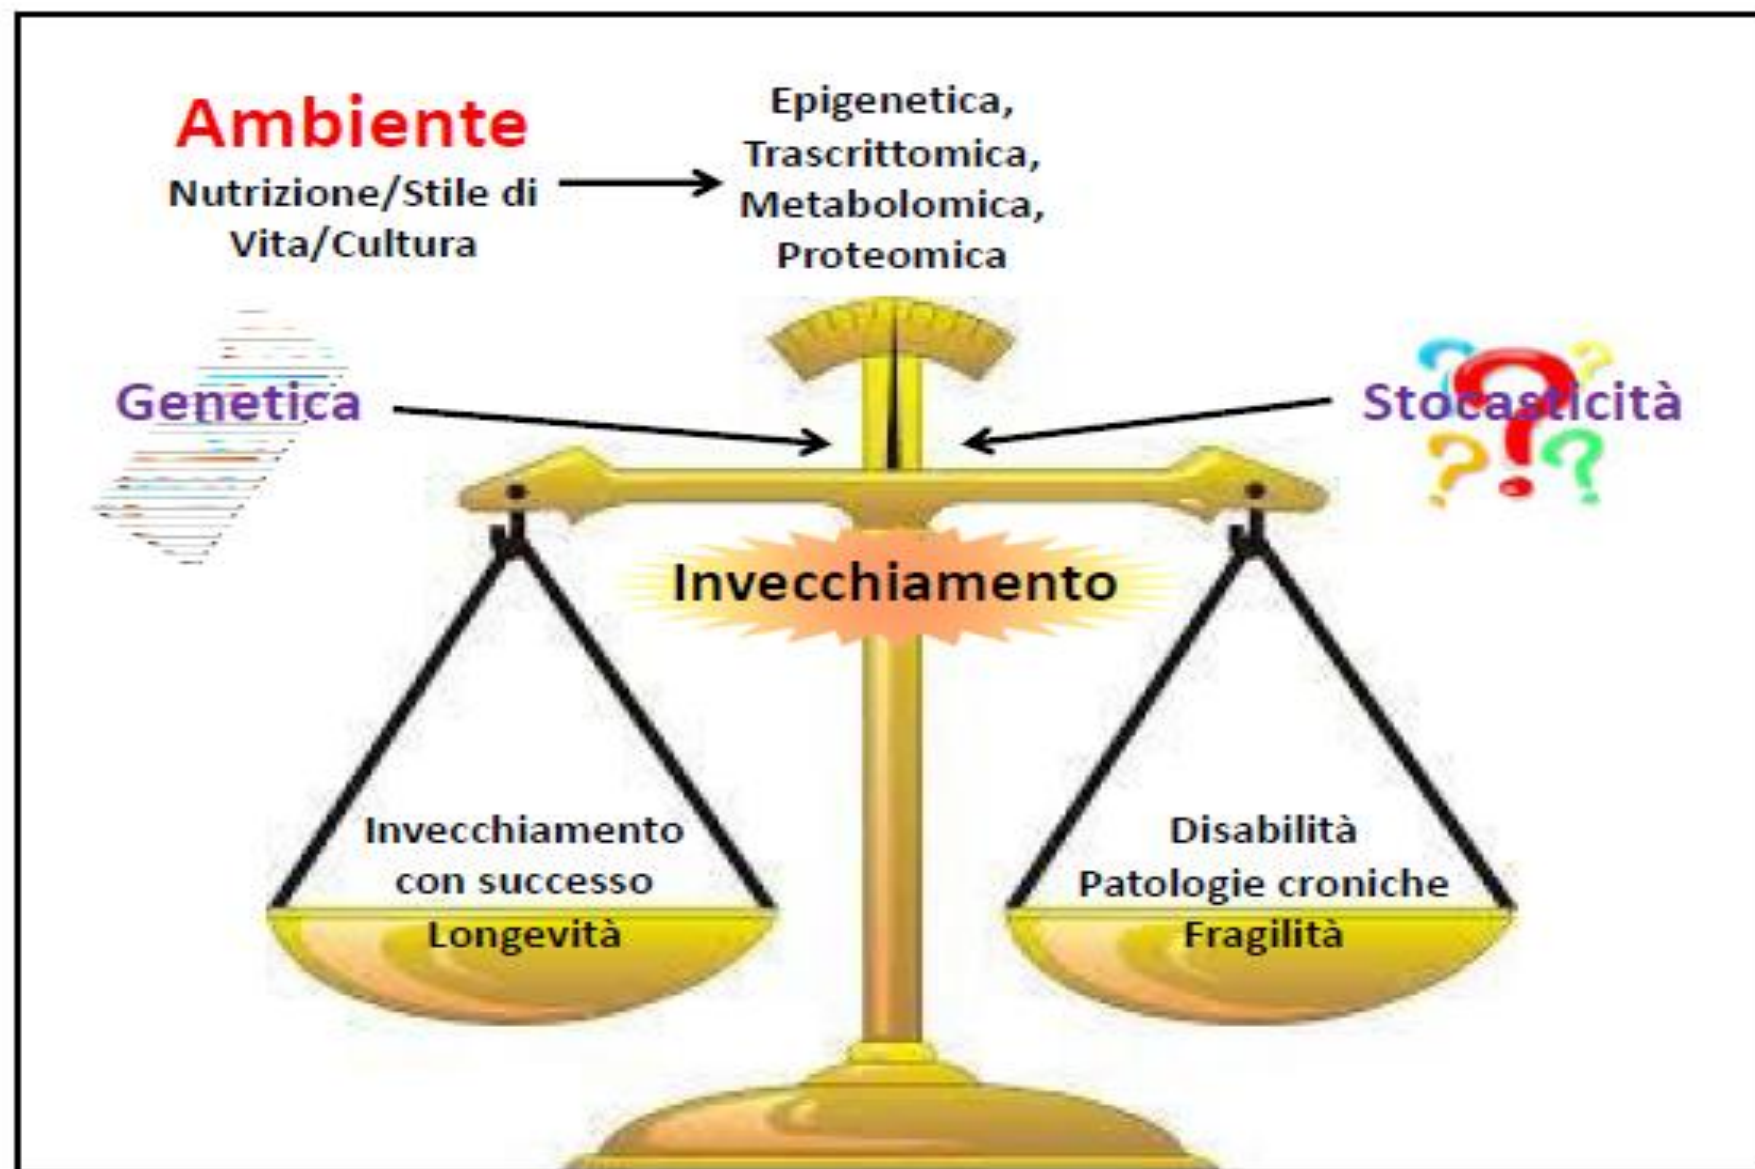 Ambiente
Nutrizione/Stile di
Vita/Cultura
Epigenetica,
Trascrittomica,
Metabolomica,
Proteomica
Genetica
Stocasticità
Invecchiamento
Invecchiamento
con successo
Longevità
Disabilità
Patologie croniche
Fragilità